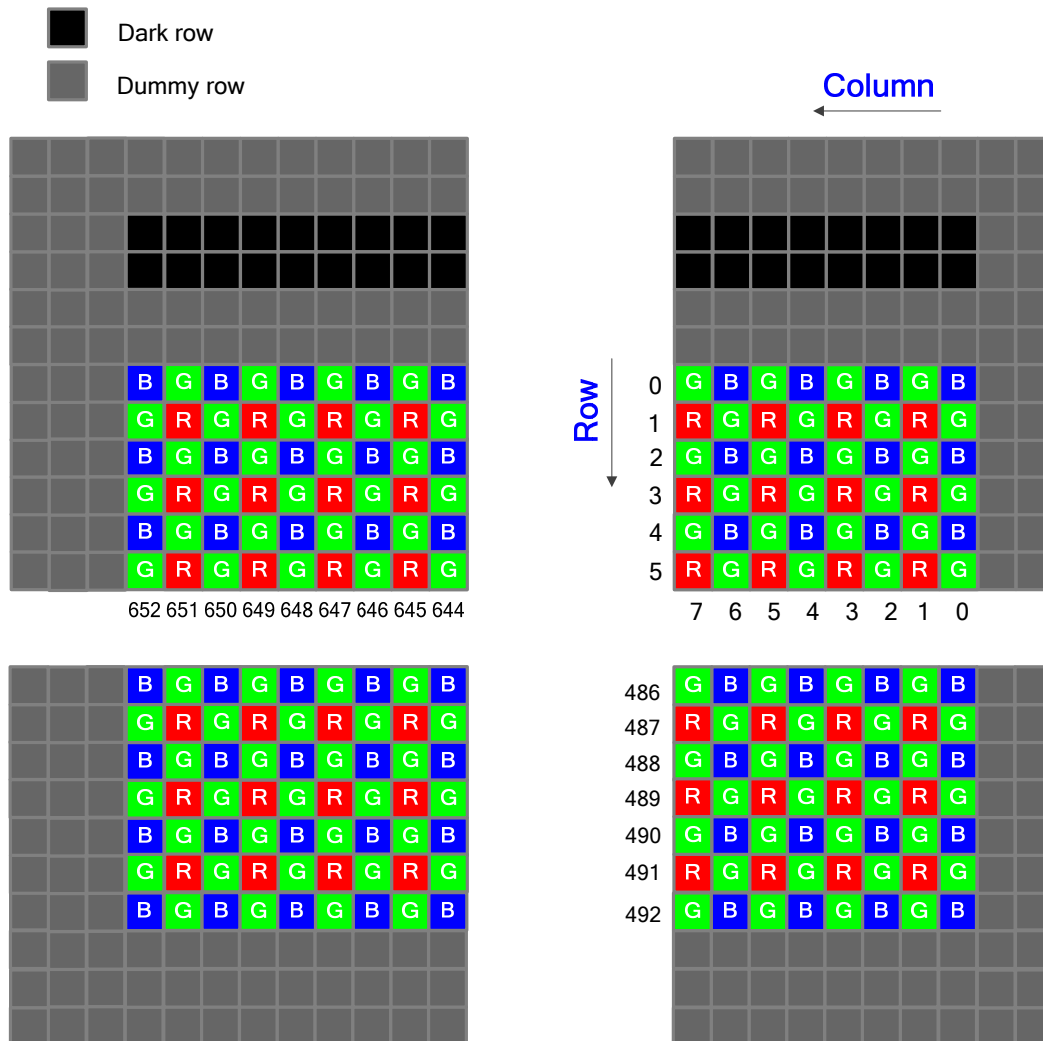 Dark row
Dummy row
Column
Row
B G B G B G B G B
0 G B G B G B G B
G R G R G R G R G
1 R G R G R G R G
B G B G B G B G B
2 G B G B G B G B
G R G R G R G R G
3 R G R G R G R G
B G B G B G B G B
4 G B G B G B G B
G R G R G R G R G
5 R G R G R G R G
652 651 650 649 648 647 646 645 644
7 6 5 4 3 2 1 0
B G B G B G B G B
486 G B G B G B G B
G R G R G R G R G
487 R G R G R G R G
B G B G B G B G B
488 G B G B G B G B
G R G R G R G R G
489 R G R G R G R G
B G B G B G B G B
490 G B G B G B G B
G R G R G R G R G
491 R G R G R G R G
B G B G B G B G B
492 G B G B G B G B